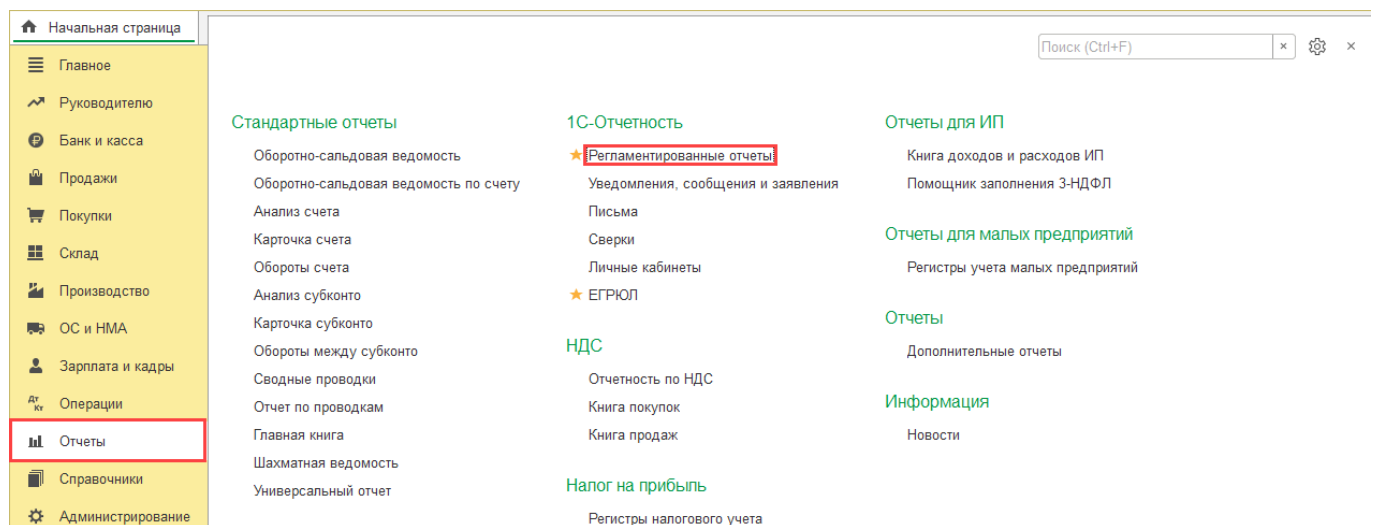 Начальная страница
Поиск (Ctrl+F)
Главное
Руководителю
Банк и касса
Продажи
Покупки
Склад
Производство
ОС и НМА
Зарплата и кадры
Дт Кт Операции
Отчеты
Справочники
Администрирование
Стандартные отчеты
Оборотно-сальдовая ведомость
Оборотно-сальдовая ведомость по счету
Анализ счета
Карточка счета
Обороты счета
Анализ субконто
Карточка субконто
Обороты между субконто
Сводные проводки
Отчет по проводкам
Главная книга
Шахматная ведомость
Универсальный отчет
1С-Отчетность
Регламентированные отчеты
Уведомления, сообщения и заявления
Письма
Сверки
Личные кабинеты
ЕГРЮЛ
НДС
Отчетность по НДС
Книга покупок
Книга продаж
Налог на прибыль
Регистры налогового учета
Отчеты для ИП
Книга доходов и расходов ИП
Помощник заполнения 3-НДФЛ
Отчеты для малых предприятий
Регистры учета малых предприятий
Отчеты
Дополнительные отчеты
Информация
Новости